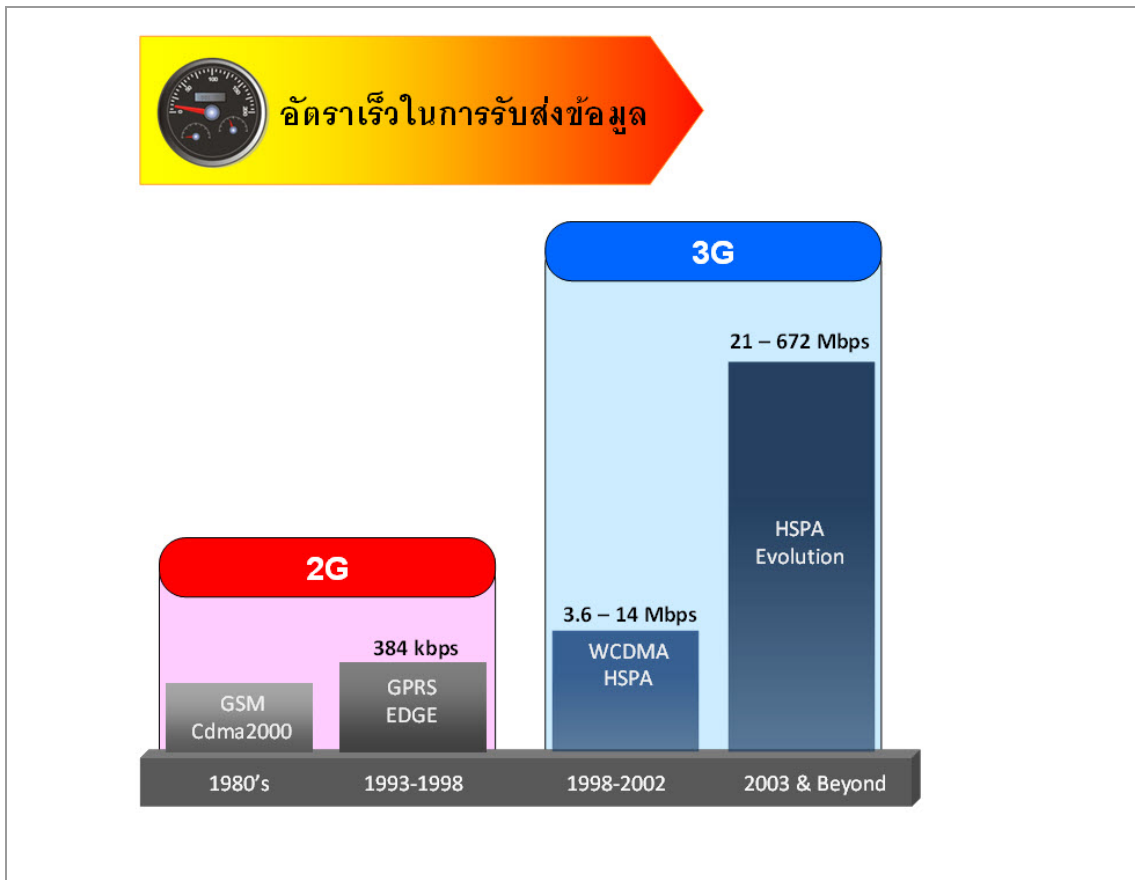 อัตราเร็วในการรับส่งข้อมูล
3G
21 – 672 Mbps
HSPA
Evolution
2G
3.6 – 14 Mbps
WCDMA
HSPA
384 kbps
GPRS
EDGE
GSM
Cdma2000
1980’s
1993-1998
1998-2002
2003 & Beyond